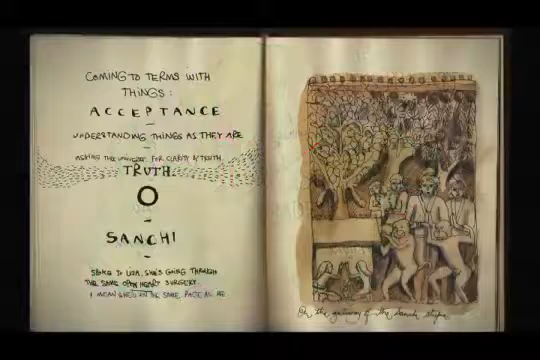 COMING TO TERMS WITH
THINGS:
ACCEPTANCE
UNDERSTANDING THINGS AS THEY ARE
ASKING THE UNIVERSE FOR CLARITY & TRUTH
TRUTH.
SANCHI
SPOKE TO LIZA, SHE'S GOING THROUGH
THE SAME OPEN HEART SURGERY.
I MEAN SHE'S IN THE SAME PLACE AS ME
On the gateway of the Sanchi stupa